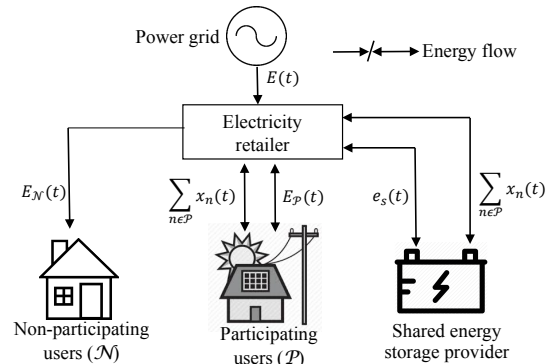 Power grid
Energy flow
E(t)
Electricity
retailer
E_𝒩(t)
∑ x_n(t)
n∈𝒫
E_𝒫(t)
e_s(t)
∑ x_n(t)
n∈𝒫
Non-participating
users (𝒩)
Participating
users (𝒫)
Shared energy
storage provider